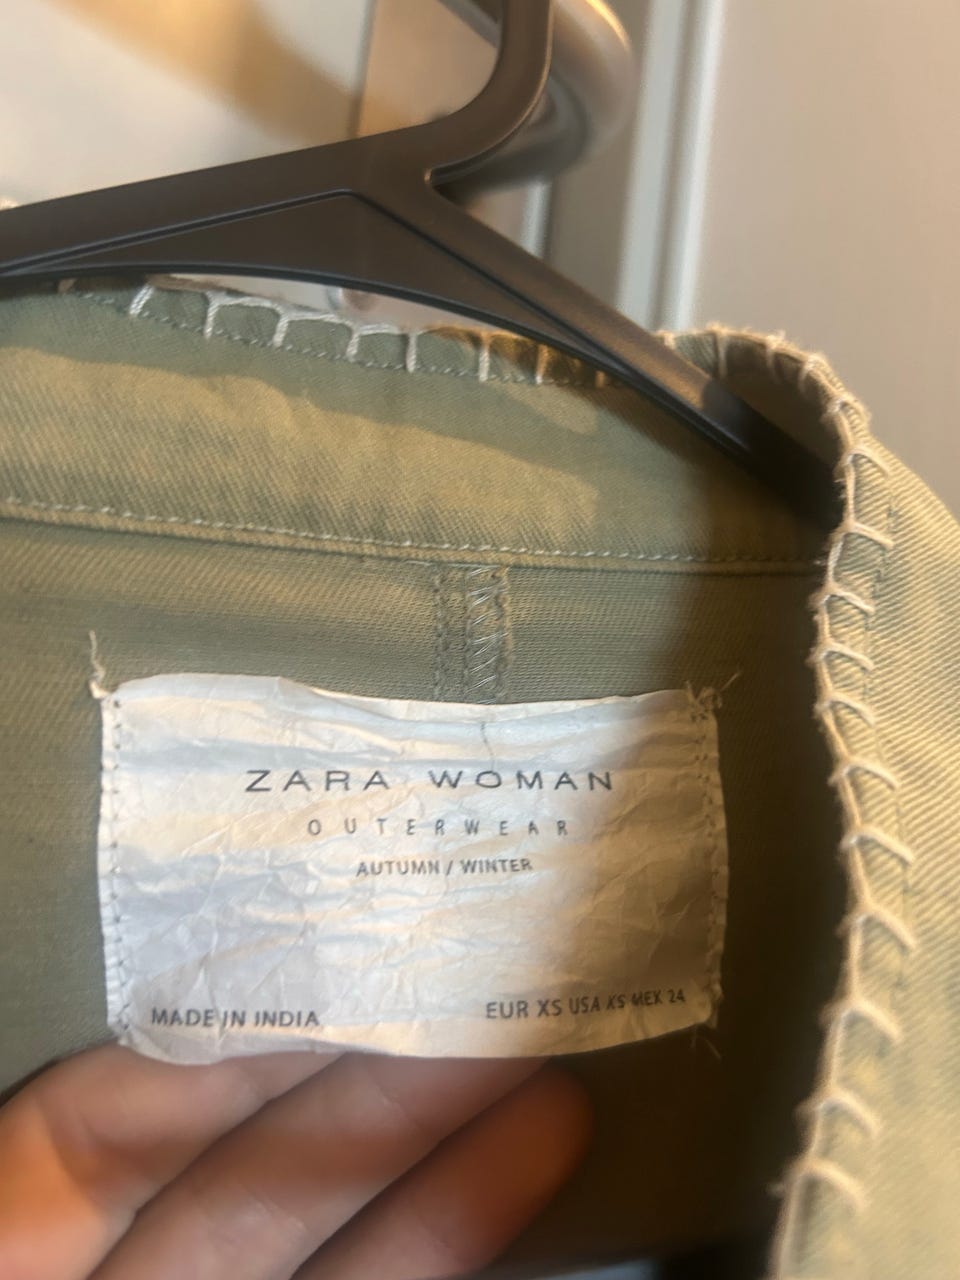 ZARA WOMAN
OUTERWEAR
AUTUMN / WINTER
MADE IN INDIA
EUR XS USA XS MEX 24